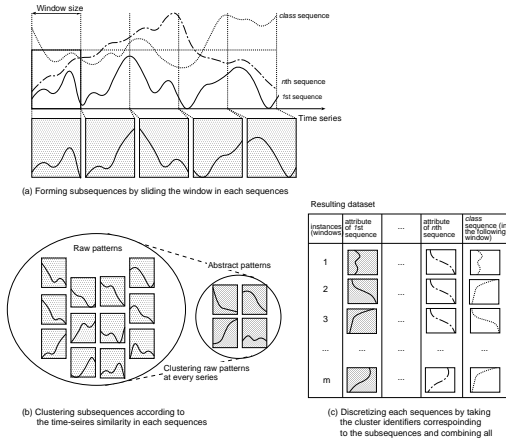 Window size
class sequence
nth sequence
1st sequence
Time series
(a) Forming subsequences by sliding the window in each sequences
Raw patterns
Abstract patterns
Clustering raw patterns
at every series
(b) Clustering subsequences according to
the time-seires similarity in each sequences
Resulting dataset
instances
(windows)
attribute
of 1st
sequence
...
attribute
of nth
sequence
class
sequence (in
the following
window)
1
...
2
...
3
...
...
...
...
...
...
m
...
(c) Discretizing each sequences by taking
the cluster identifiers correspoinding
to the subsequences and combining all